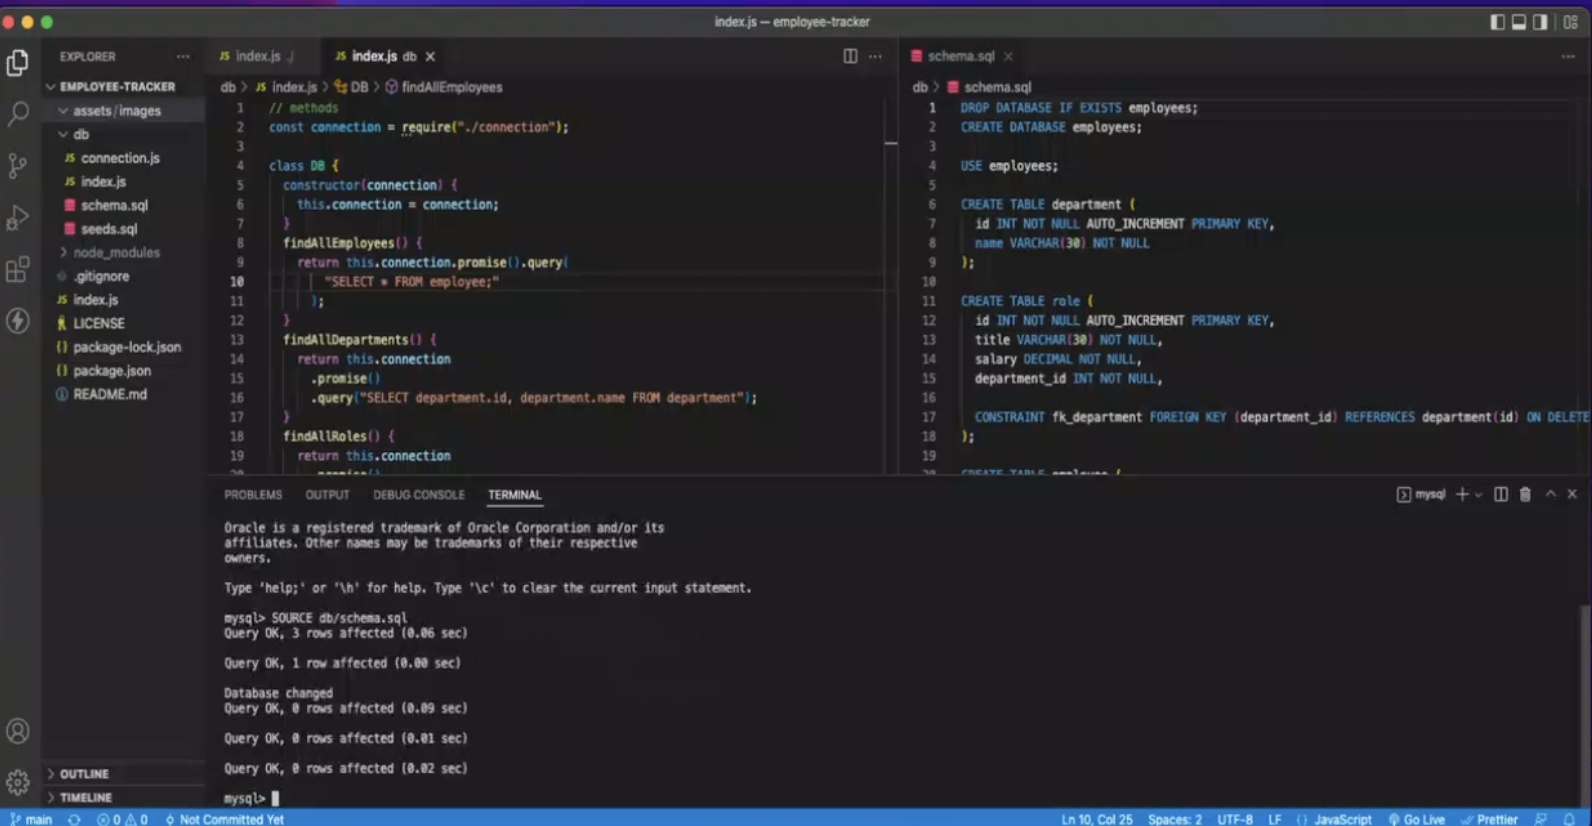 index.js — employee-tracker
EXPLORER
EMPLOYEE-TRACKER
assets/images
db
JS connection.js
JS index.js
schema.sql
seeds.sql
node_modules
.gitignore
JS index.js
LICENSE
{} package-lock.json
{} package.json
README.md
OUTLINE
TIMELINE
JS index.js ./
JS index.js db
db > JS index.js > DB > findAllEmployees
1 // methods
2 const connection = require("./connection");
3
4 class DB {
5 constructor(connection) {
6 this.connection = connection;
7 }
8 findAllEmployees() {
9 return this.connection.promise().query(
10 "SELECT * FROM employee;"
11 );
12 }
13 findAllDepartments() {
14 return this.connection
15 .promise()
16 .query("SELECT department.id, department.name FROM department");
17 }
18 findAllRoles() {
19 return this.connection
20 .promise()
schema.sql
db > schema.sql
1 DROP DATABASE IF EXISTS employees;
2 CREATE DATABASE employees;
3
4 USE employees;
5
6 CREATE TABLE department (
7 id INT NOT NULL AUTO_INCREMENT PRIMARY KEY,
8 name VARCHAR(30) NOT NULL
9 );
10
11 CREATE TABLE role (
12 id INT NOT NULL AUTO_INCREMENT PRIMARY KEY,
13 title VARCHAR(30) NOT NULL,
14 salary DECIMAL NOT NULL,
15 department_id INT NOT NULL,
16
17 CONSTRAINT fk_department FOREIGN KEY (department_id) REFERENCES department(id) ON DELETE
18 );
19
20 CREATE TABLE employee (
PROBLEMS OUTPUT DEBUG CONSOLE TERMINAL
mysql
Oracle is a registered trademark of Oracle Corporation and/or its
affiliates. Other names may be trademarks of their respective
owners.
Type 'help;' or '\h' for help. Type '\c' to clear the current input statement.
mysql> SOURCE db/schema.sql
Query OK, 3 rows affected (0.06 sec)
Query OK, 1 row affected (0.00 sec)
Database changed
Query OK, 0 rows affected (0.09 sec)
Query OK, 0 rows affected (0.01 sec)
Query OK, 0 rows affected (0.02 sec)
mysql>
main 0 0 Not Committed Yet
Ln 10, Col 25 Spaces: 2 UTF-8 LF {} JavaScript Go Live Prettier